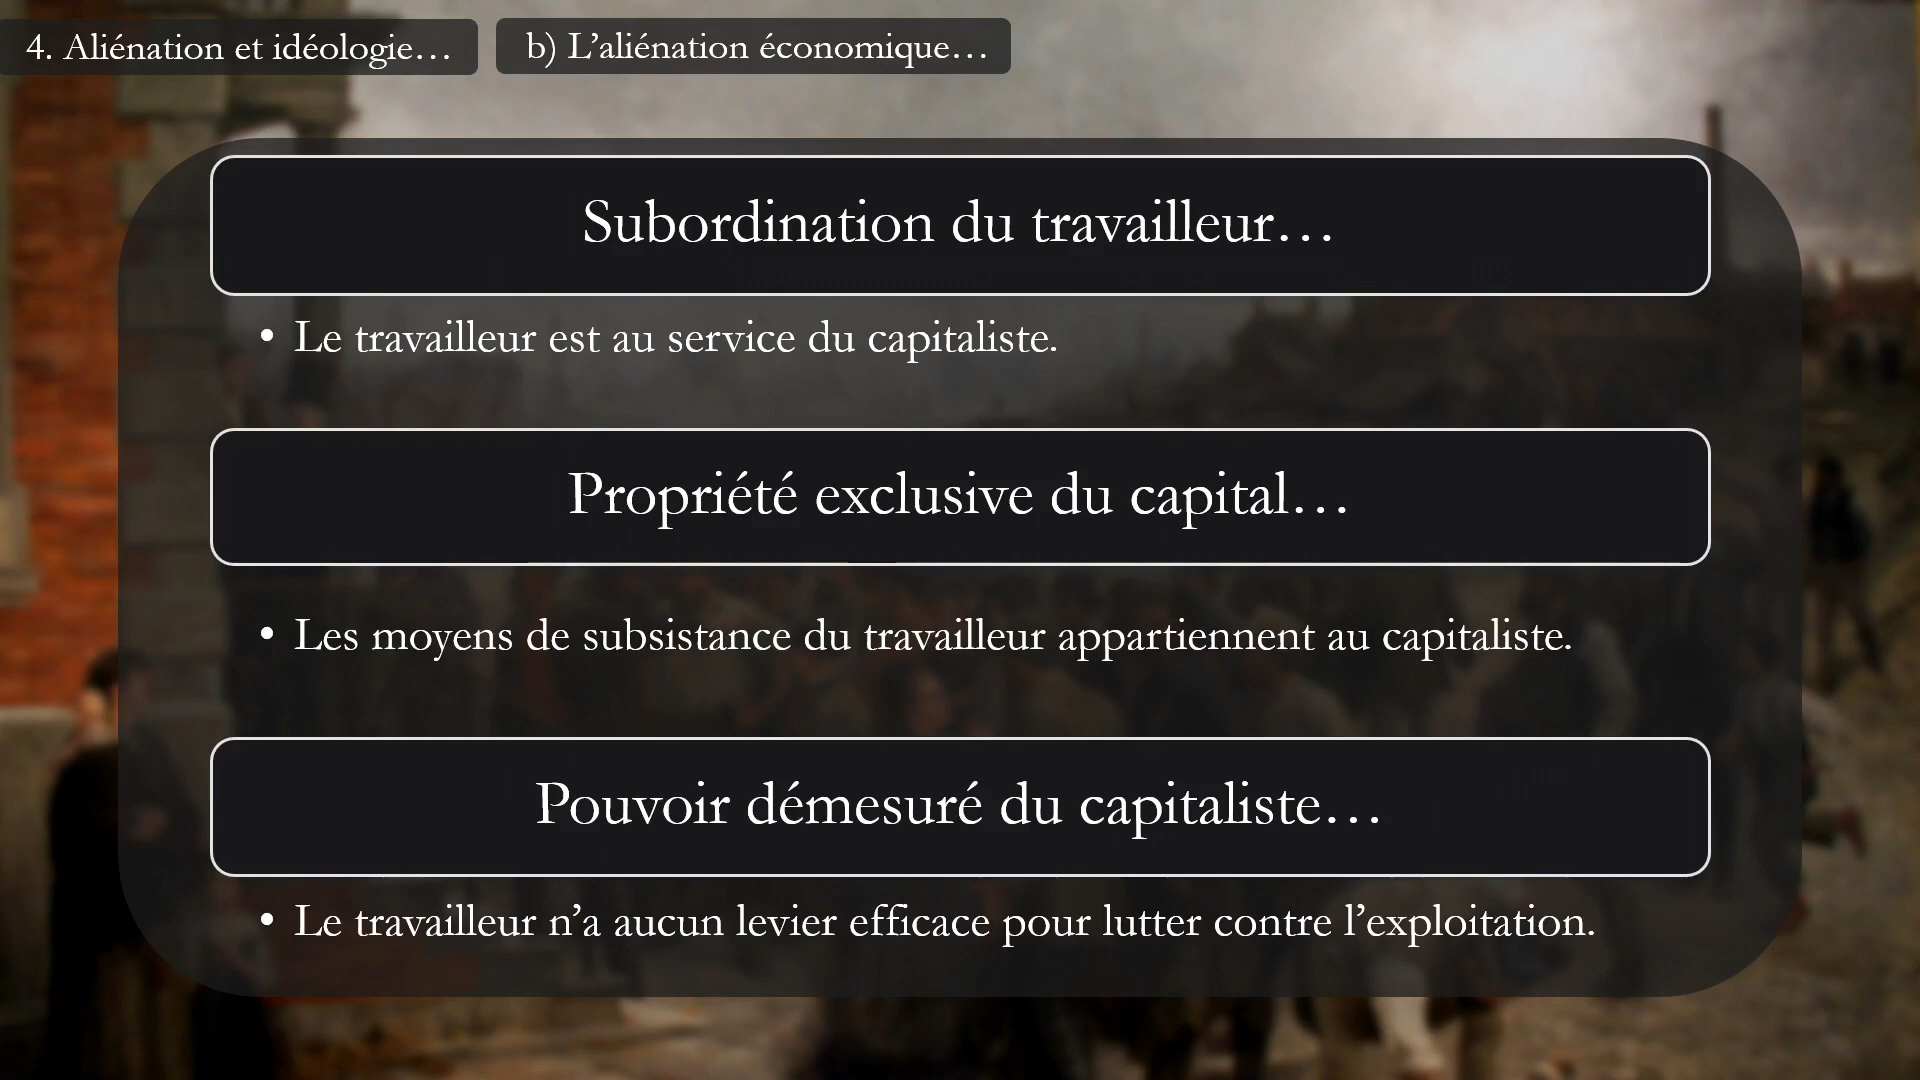 4. Aliénation et idéologie…
b) L’aliénation économique…
Subordination du travailleur…
• Le travailleur est au service du capitaliste.
Propriété exclusive du capital…
• Les moyens de subsistance du travailleur appartiennent au capitaliste.
Pouvoir démesuré du capitaliste…
• Le travailleur n’a aucun levier efficace pour lutter contre l’exploitation.